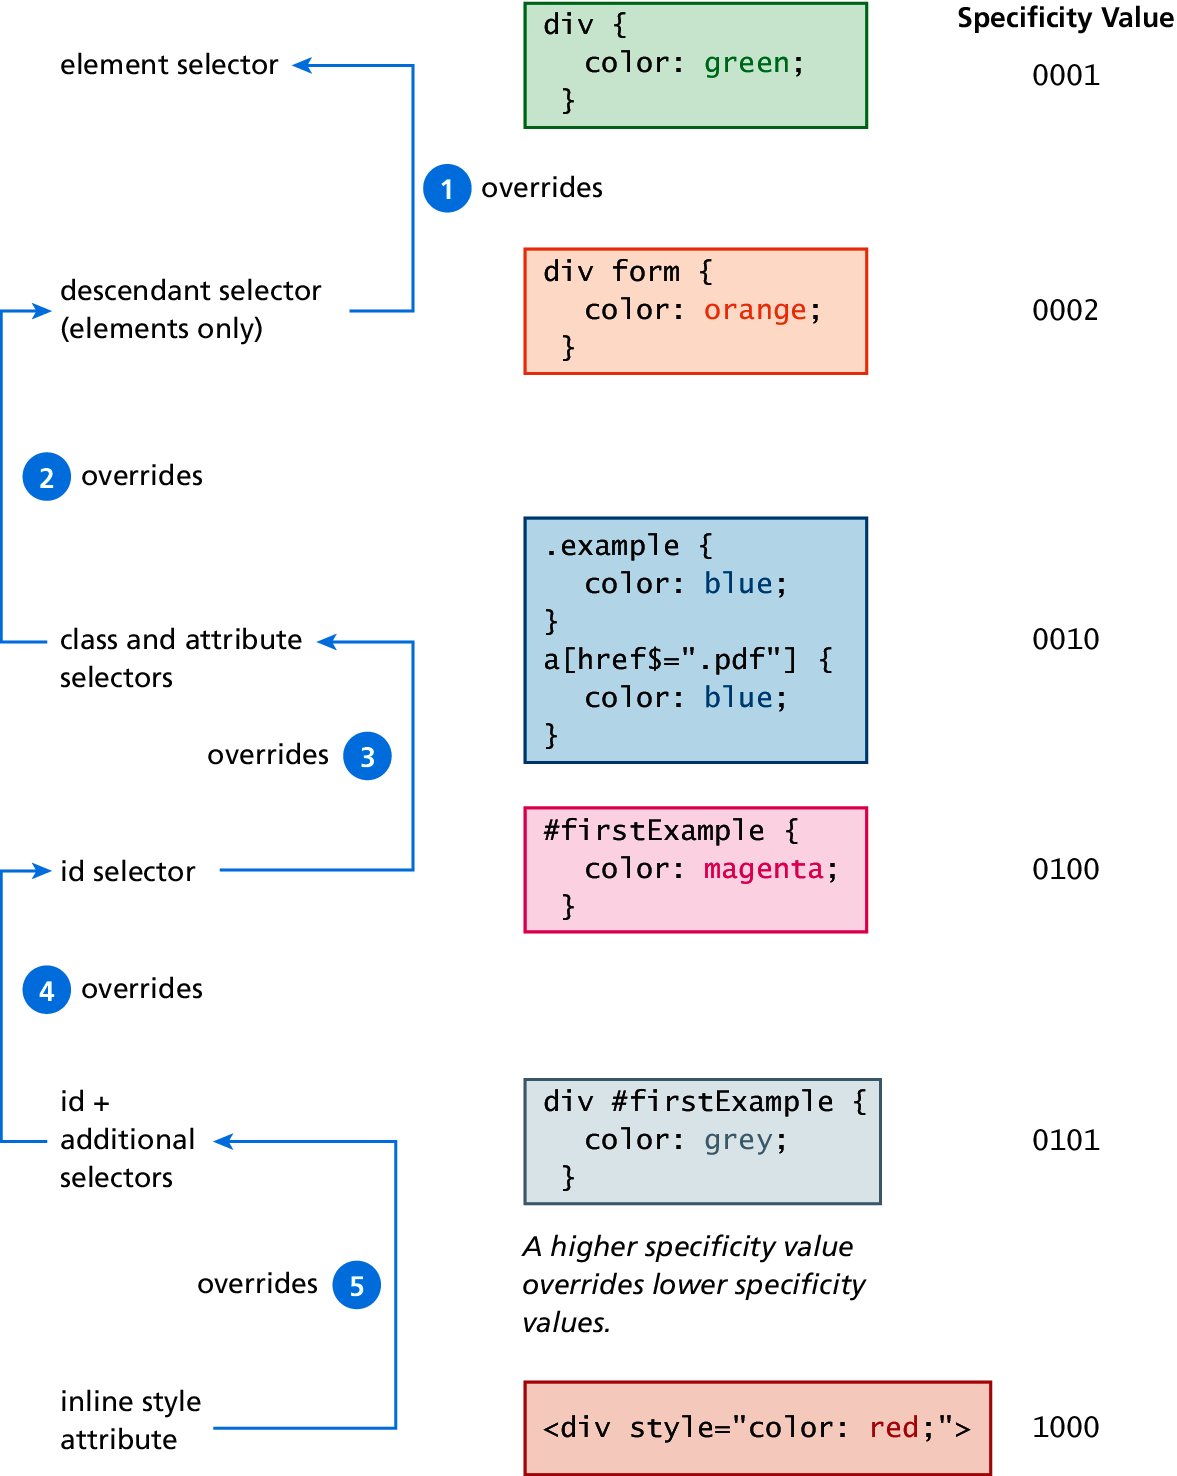 Specificity Value
element selector
div {
color: green;
}
0001
1 overrides
descendant selector
(elements only)
div form {
color: orange;
}
0002
2 overrides
class and attribute
selectors
.example {
color: blue;
}
a[href$=".pdf"] {
color: blue;
}
0010
overrides 3
id selector
#firstExample {
color: magenta;
}
0100
4 overrides
id +
additional
selectors
div #firstExample {
color: grey;
}
0101
A higher specificity value
overrides lower specificity
values.
overrides 5
inline style
attribute
<div style="color: red;">
1000